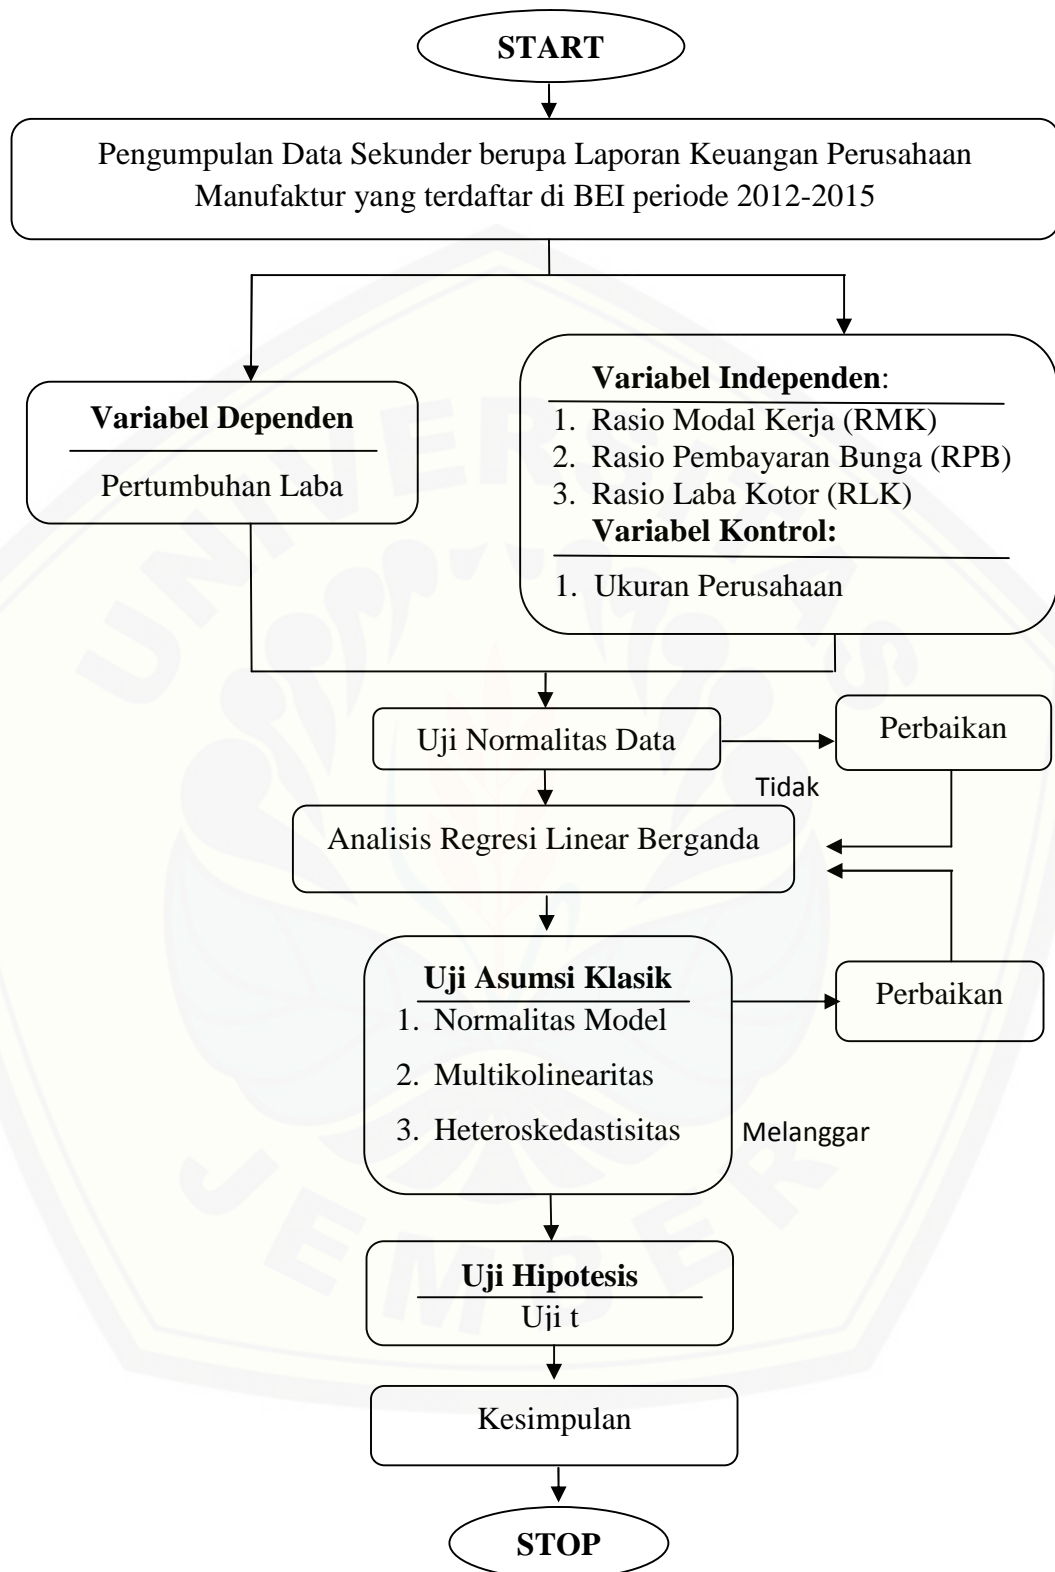 START
Pengumpulan Data Sekunder berupa Laporan Keuangan Perusahaan
Manufaktur yang terdaftar di BEI periode 2012-2015
Variabel Dependen
Pertumbuhan Laba
Variabel Independen:
1. Rasio Modal Kerja (RMK)
2. Rasio Pembayaran Bunga (RPB)
3. Rasio Laba Kotor (RLK)
Variabel Kontrol:
1. Ukuran Perusahaan
Uji Normalitas Data
Perbaikan
Tidak
Analisis Regresi Linear Berganda
Uji Asumsi Klasik
1. Normalitas Model
2. Multikolinearitas
3. Heteroskedastisitas
Perbaikan
Melanggar
Uji Hipotesis
Uji t
Kesimpulan
STOP
UNIVERSITAS
JEMBER